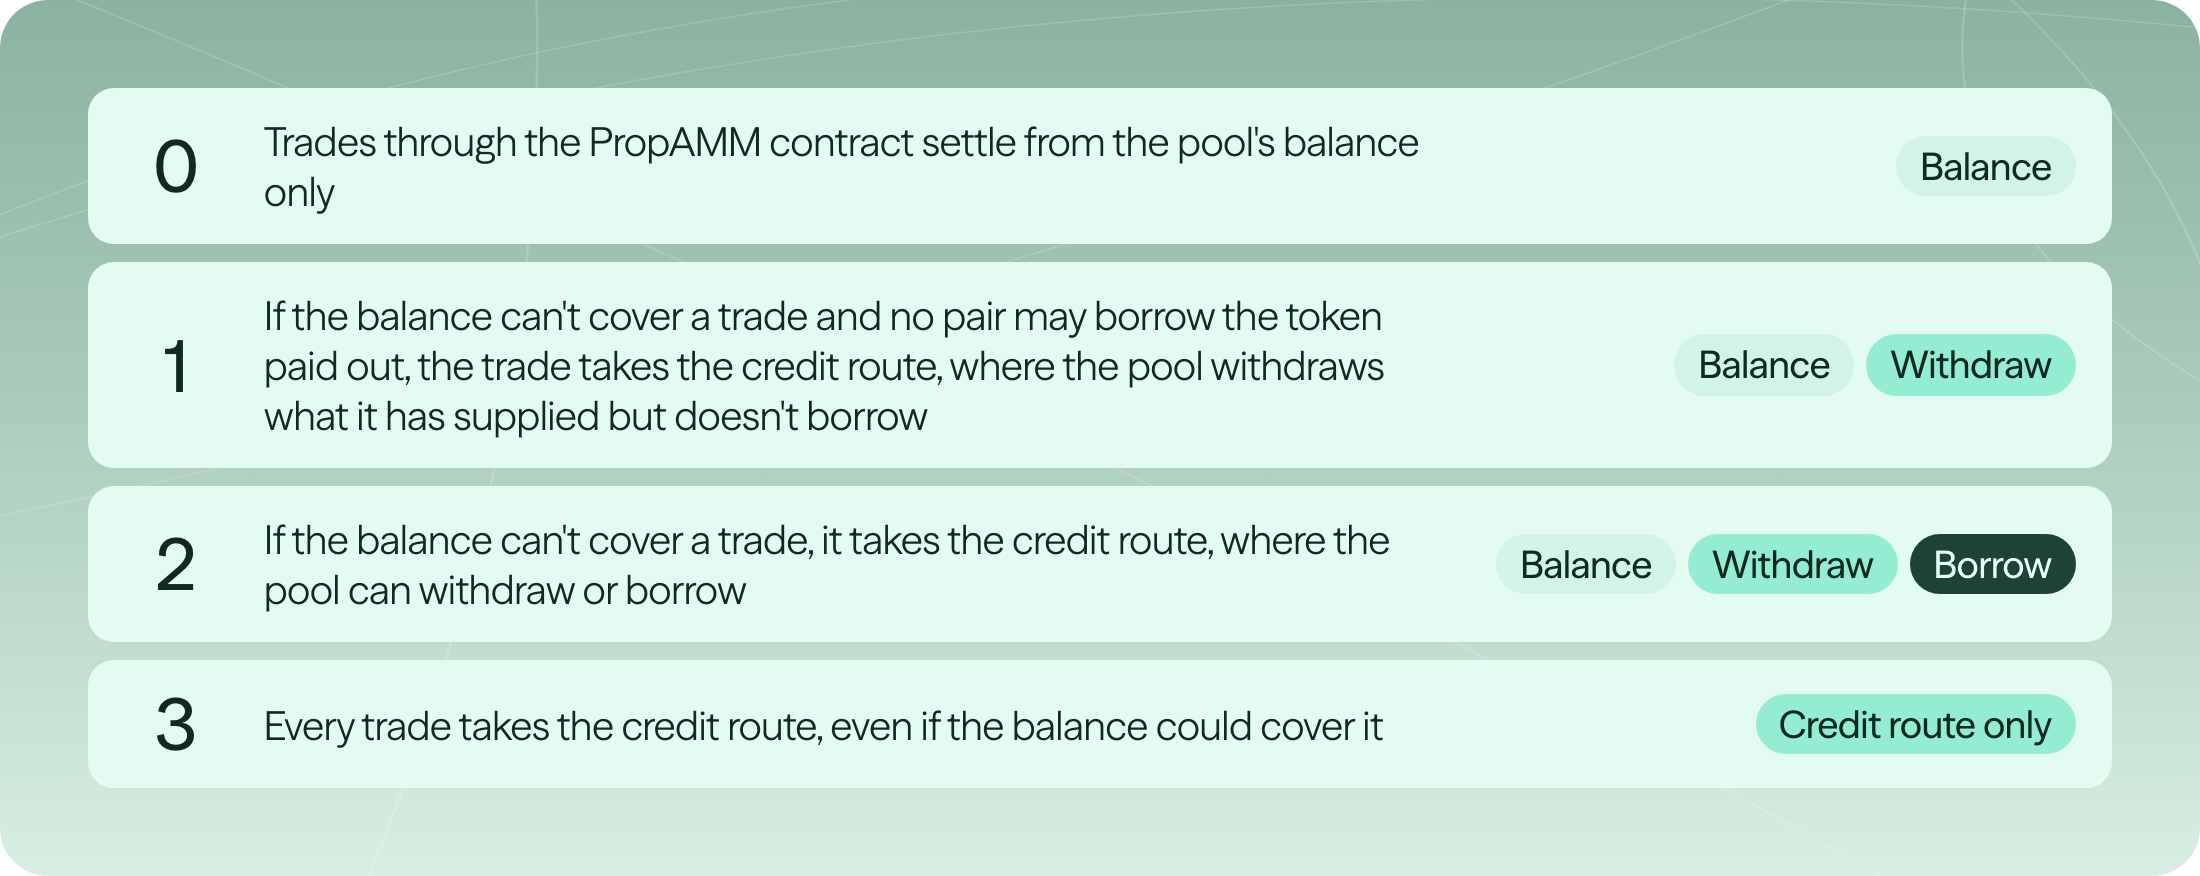 0
Trades through the PropAMM contract settle from the pool's balance
only
Balance
1
If the balance can't cover a trade and no pair may borrow the token
paid out, the trade takes the credit route, where the pool withdraws
what it has supplied but doesn't borrow
Balance
Withdraw
2
If the balance can't cover a trade, it takes the credit route, where the
pool can withdraw or borrow
Balance
Withdraw
Borrow
3
Every trade takes the credit route, even if the balance could cover it
Credit route only